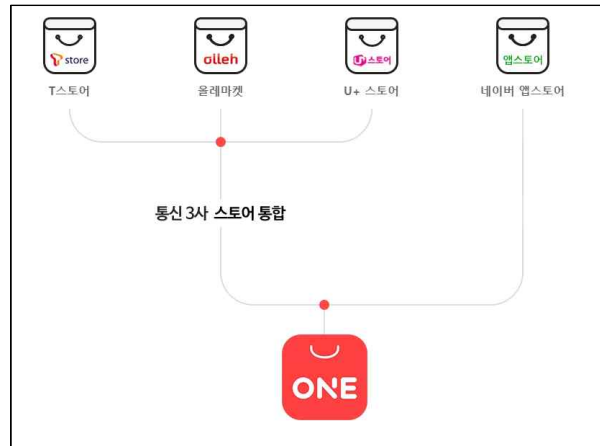 T store
olleh
U+ 스토어
앱스토어
T스토어
올레마켓
U+ 스토어
네이버 앱스토어
통신 3사 스토어 통합
ONE